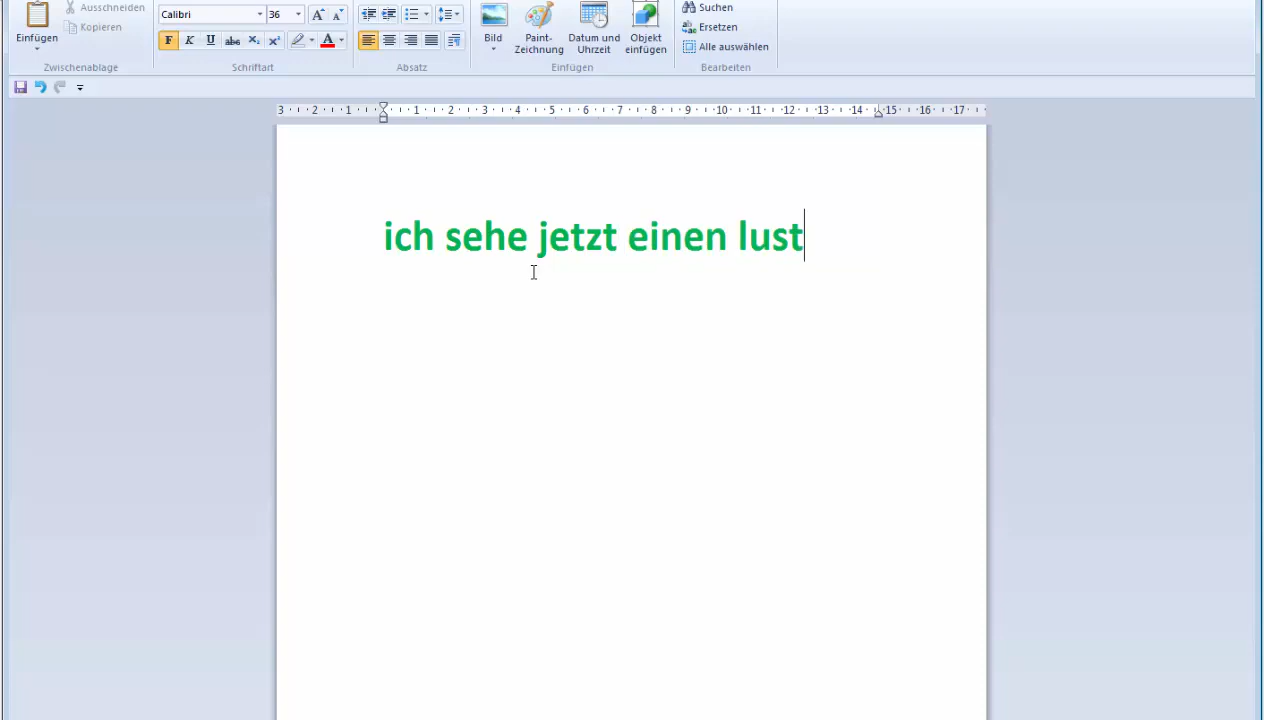 Calibri 36 Suchen
Ausschneiden Ersetzen
Kopieren
Einfügen Bild Paint-Zeichnung Datum und Uhrzeit Objekt einfügen Alle auswählen
F K U abc X₂ X² A
Zwischenablage Schriftart Absatz Einfügen Bearbeiten
3 2 1 1 2 3 4 5 6 7 8 9 10 11 12 13 14 15 16 17
ich sehe jetzt einen lust